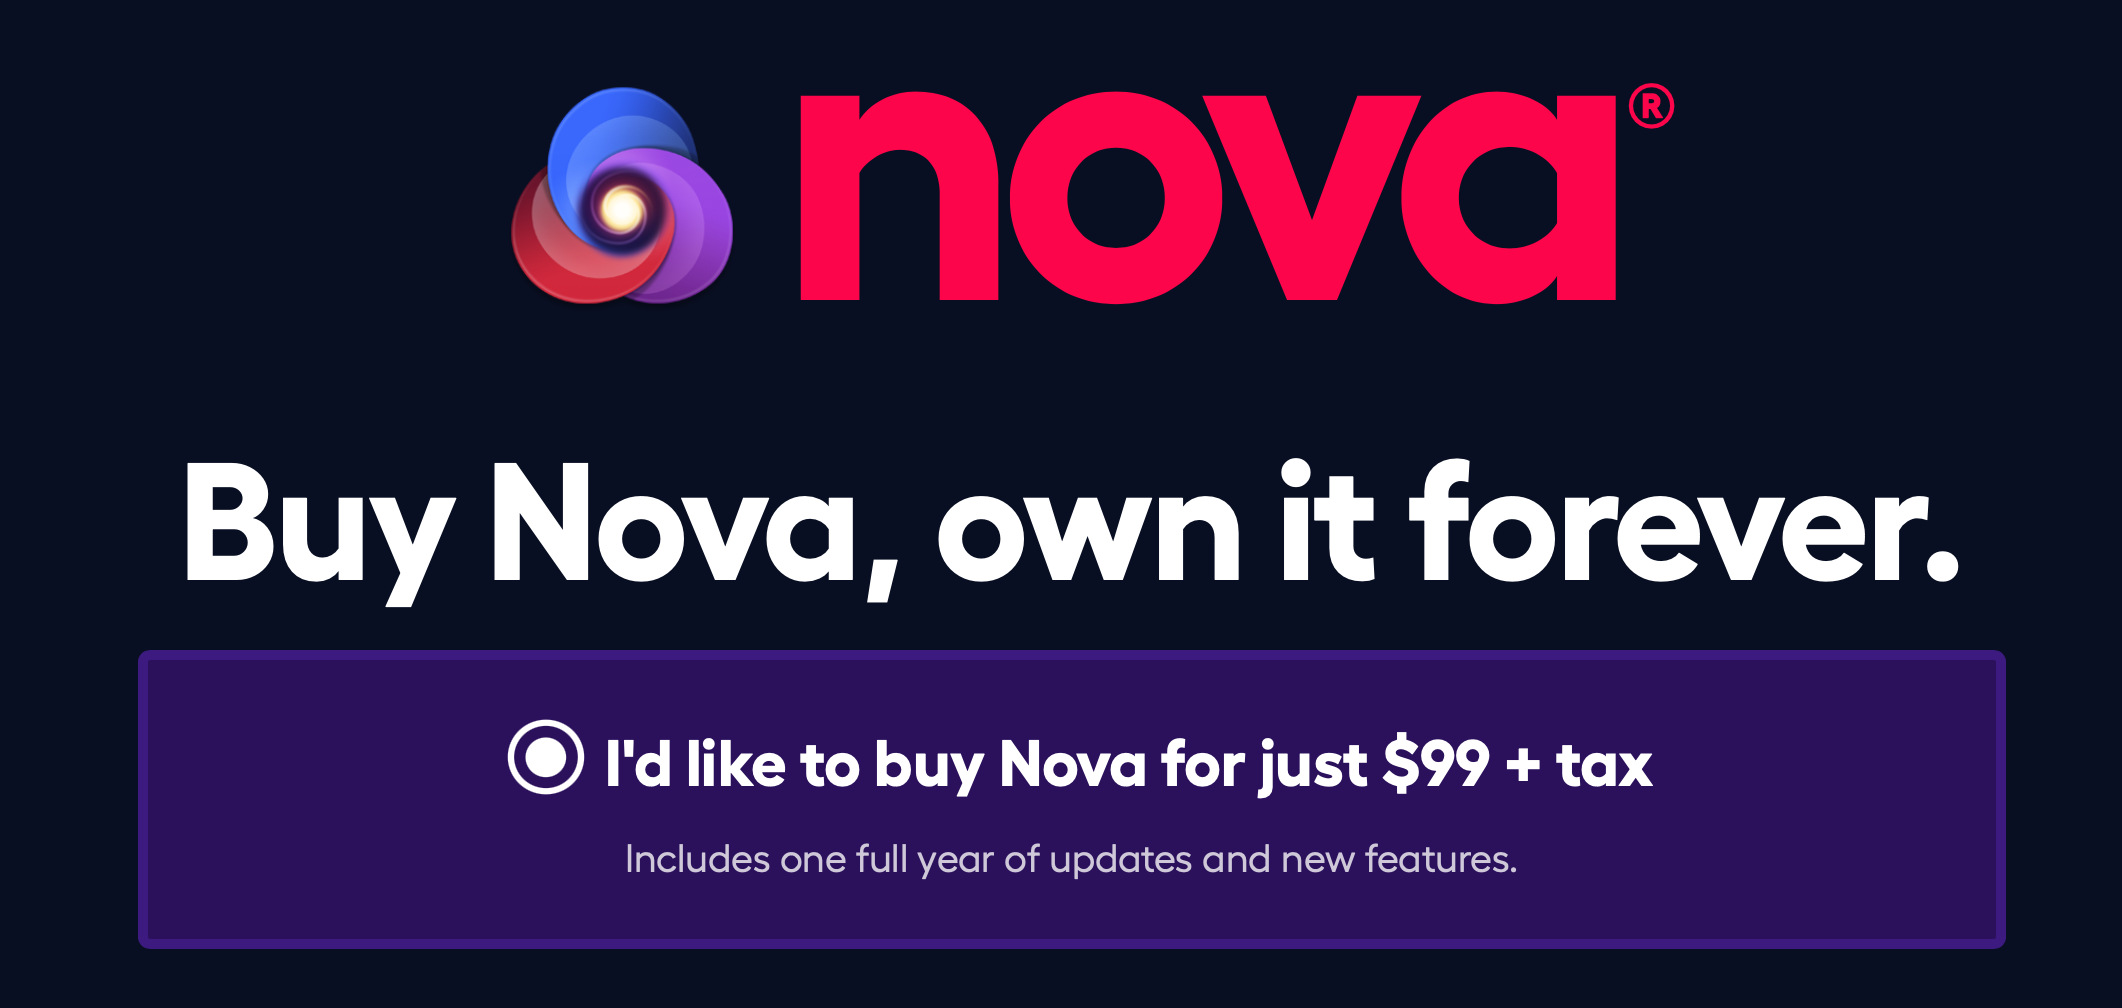 nova®
Buy Nova, own it forever.
I'd like to buy Nova for just $99 + tax
Includes one full year of updates and new features.